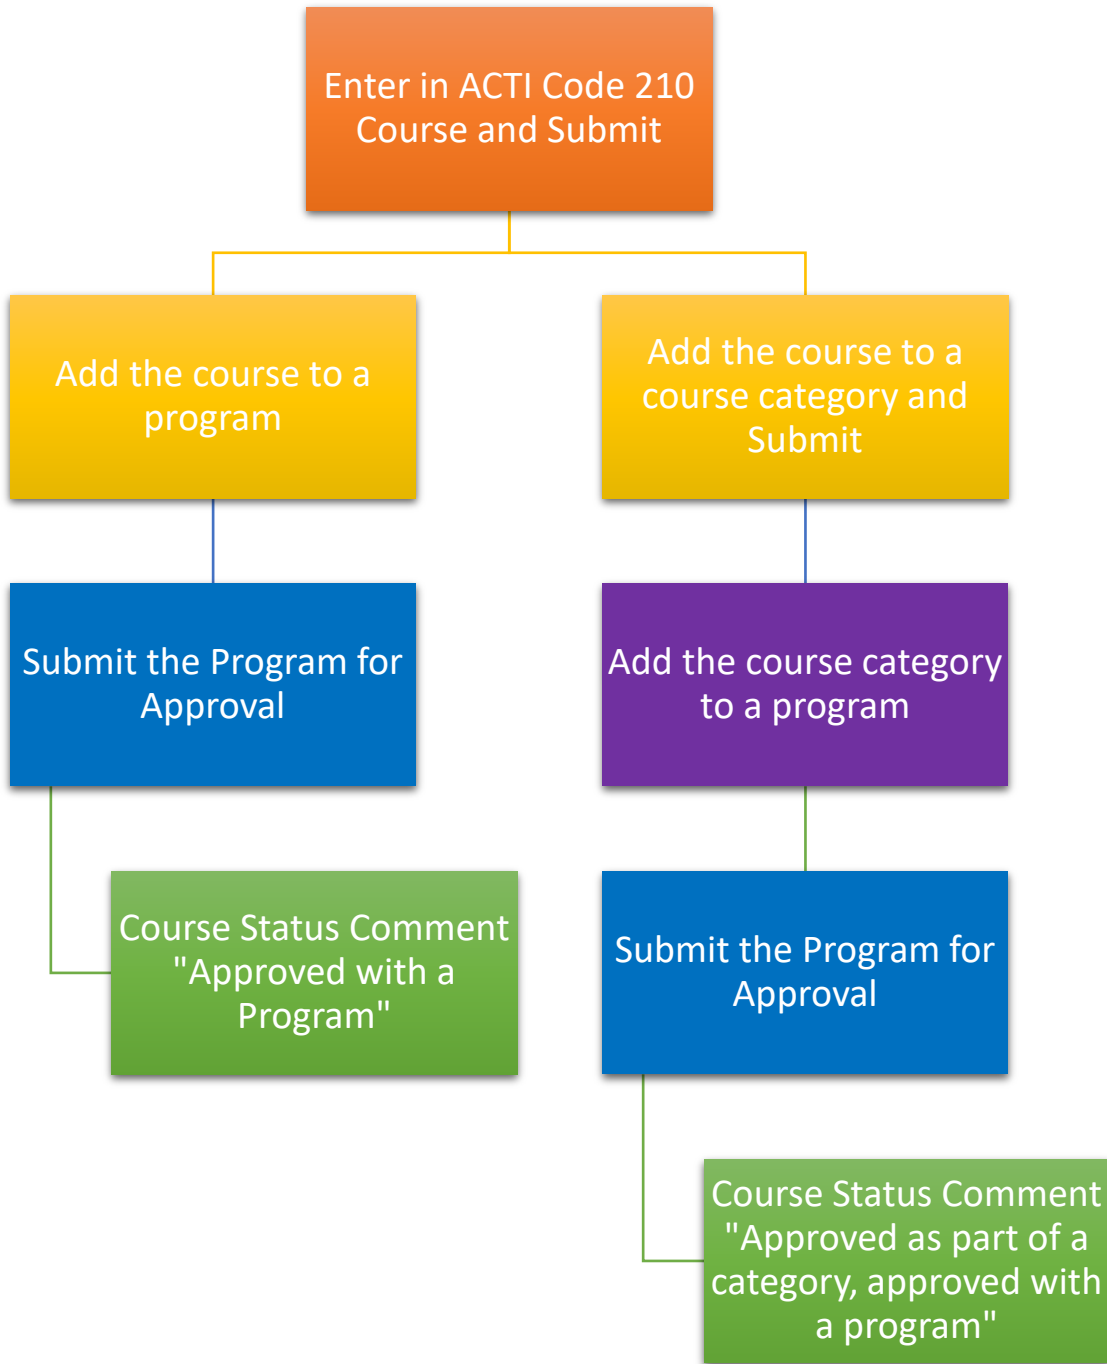 Enter in ACTI Code 210
Course and Submit
Add the course to a
program
Add the course to a
course category and
Submit
Submit the Program for
Approval
Add the course category
to a program
Course Status Comment
"Approved with a
Program"
Submit the Program for
Approval
Course Status Comment
"Approved as part of a
category, approved with
a program"